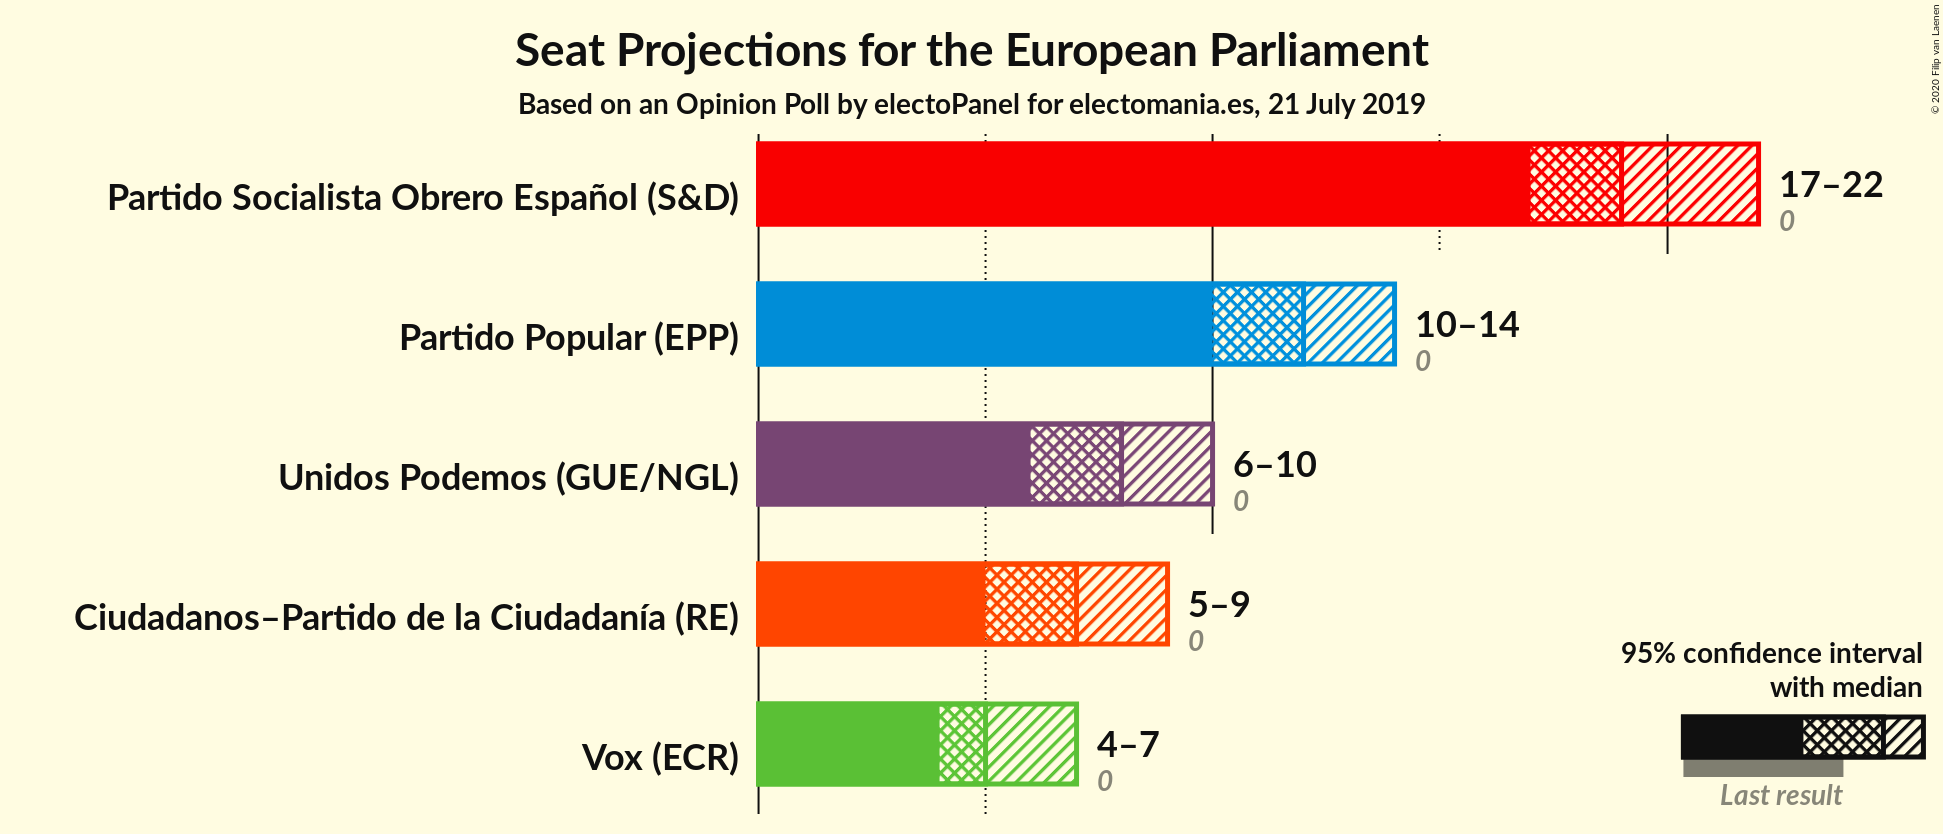 Seat Projections for the European Parliament
Based on an Opinion Poll by electoPanel for electomania.es, 21 July 2019
© 2020 Filip van Laenen
Partido Socialista Obrero Español (S&D)
17–22
0
Partido Popular (EPP)
10–14
0
Unidos Podemos (GUE/NGL)
6–10
0
Ciudadanos–Partido de la Ciudadanía (RE)
5–9
0
Vox (ECR)
4–7
0
95% confidence interval
with median
Last result